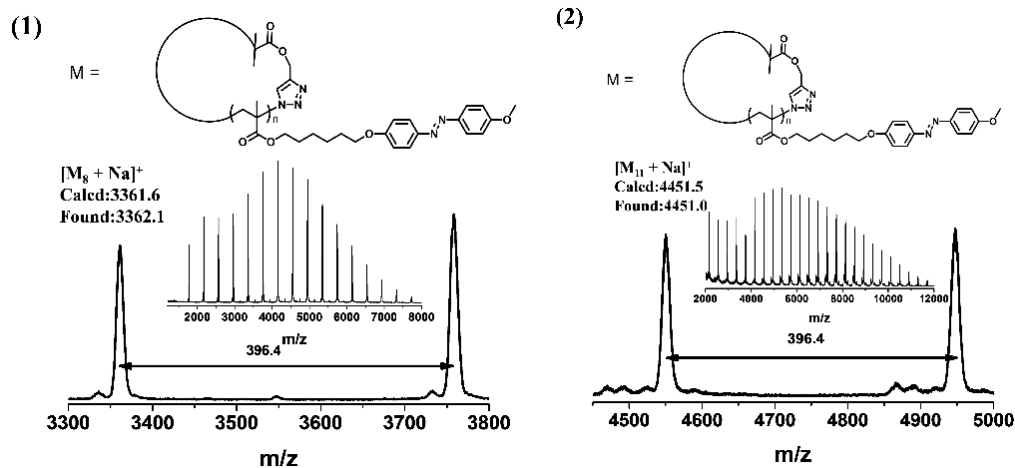 (1)
M =
O
O
N
N
N
n
O
O
O
N
N
O
[M8 + Na]+
Calcd:3361.6
Found:3362.1
2000 3000 4000 5000 6000 7000 8000
m/z
396.4
3300 3400 3500 3600 3700 3800
m/z
(2)
M =
O
O
N
N
N
n
O
O
O
N
N
O
[M11 + Na]+
Calcd:4451.5
Found:4451.0
2000 4000 6000 8000 10000 12000
m/z
396.4
4500 4600 4700 4800 4900 5000
m/z